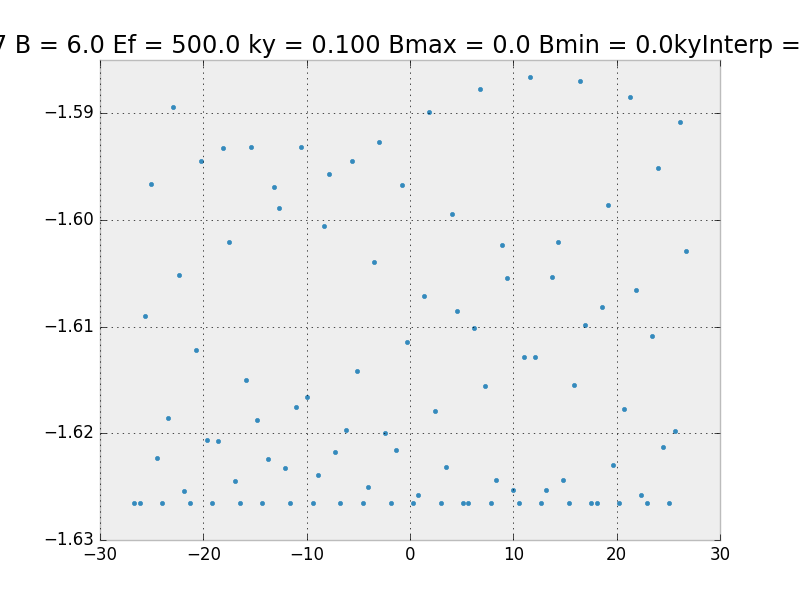 7 B = 6.0 Ef = 500.0 ky = 0.100 Bmax = 0.0 Bmin = 0.0kyInterp =
−1.59
−1.60
−1.61
−1.62
−1.63
−30 −20 −10 0 10 20 30